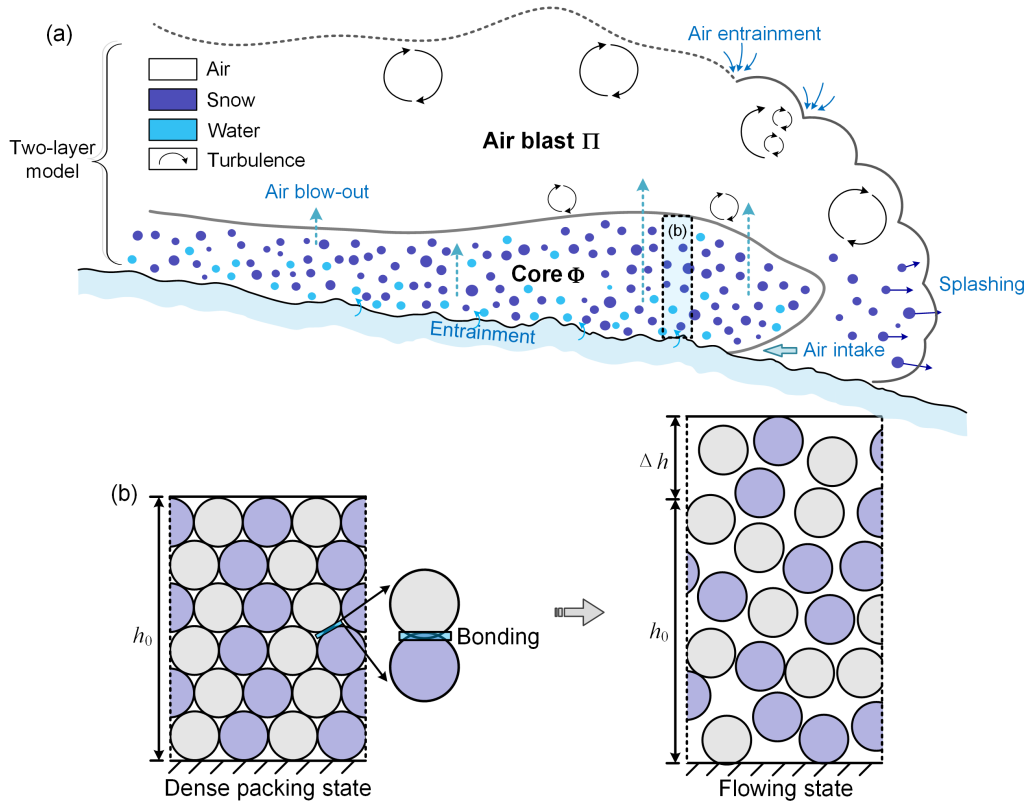 (a)
Air entrainment
Air
Snow
Water
Turbulence
Two-layer
model
Air blast Π
Air blow-out
(b)
Core Φ
Splashing
Entrainment
Air intake
(b)
Δh
h₀
Bonding
h₀
Dense packing state
Flowing state